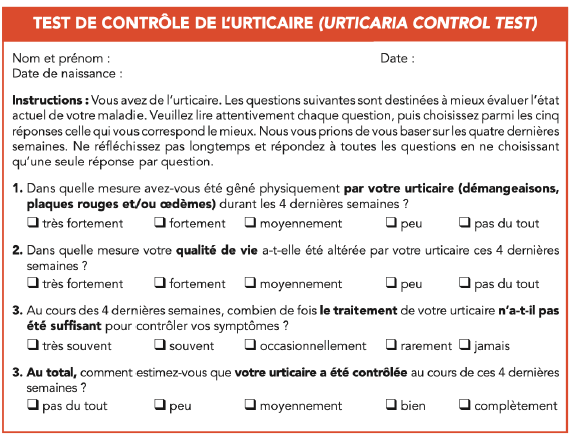 TEST DE CONTRÔLE DE L'URTICAIRE (URTICARIA CONTROL TEST)
Nom et prénom : Date :
Date de naissance :
Instructions : Vous avez de l'urticaire. Les questions suivantes sont destinées à mieux évaluer l'état
actuel de votre maladie. Veuillez lire attentivement chaque question, puis choisissez parmi les cinq
réponses celle qui vous correspond le mieux. Nous vous prions de vous baser sur les quatre dernières
semaines. Ne réfléchissez pas longtemps et répondez à toutes les questions en ne choisissant
qu'une seule réponse par question.
1. Dans quelle mesure avez-vous été gêné physiquement par votre urticaire (démangeaisons,
plaques rouges et/ou œdèmes) durant les 4 dernières semaines ?
❑ très fortement ❑ fortement ❑ moyennement ❑ peu ❑ pas du tout
2. Dans quelle mesure votre qualité de vie a-t-elle été altérée par votre urticaire ces 4 dernières
semaines ?
❑ très fortement ❑ fortement ❑ moyennement ❑ peu ❑ pas du tout
3. Au cours des 4 dernières semaines, combien de fois le traitement de votre urticaire n'a-t-il pas
été suffisant pour contrôler vos symptômes ?
❑ très souvent ❑ souvent ❑ occasionnellement ❑ rarement ❑ jamais
3. Au total, comment estimez-vous que votre urticaire a été contrôlée au cours de ces 4 dernières
semaines ?
❑ pas du tout ❑ peu ❑ moyennement ❑ bien ❑ complètement